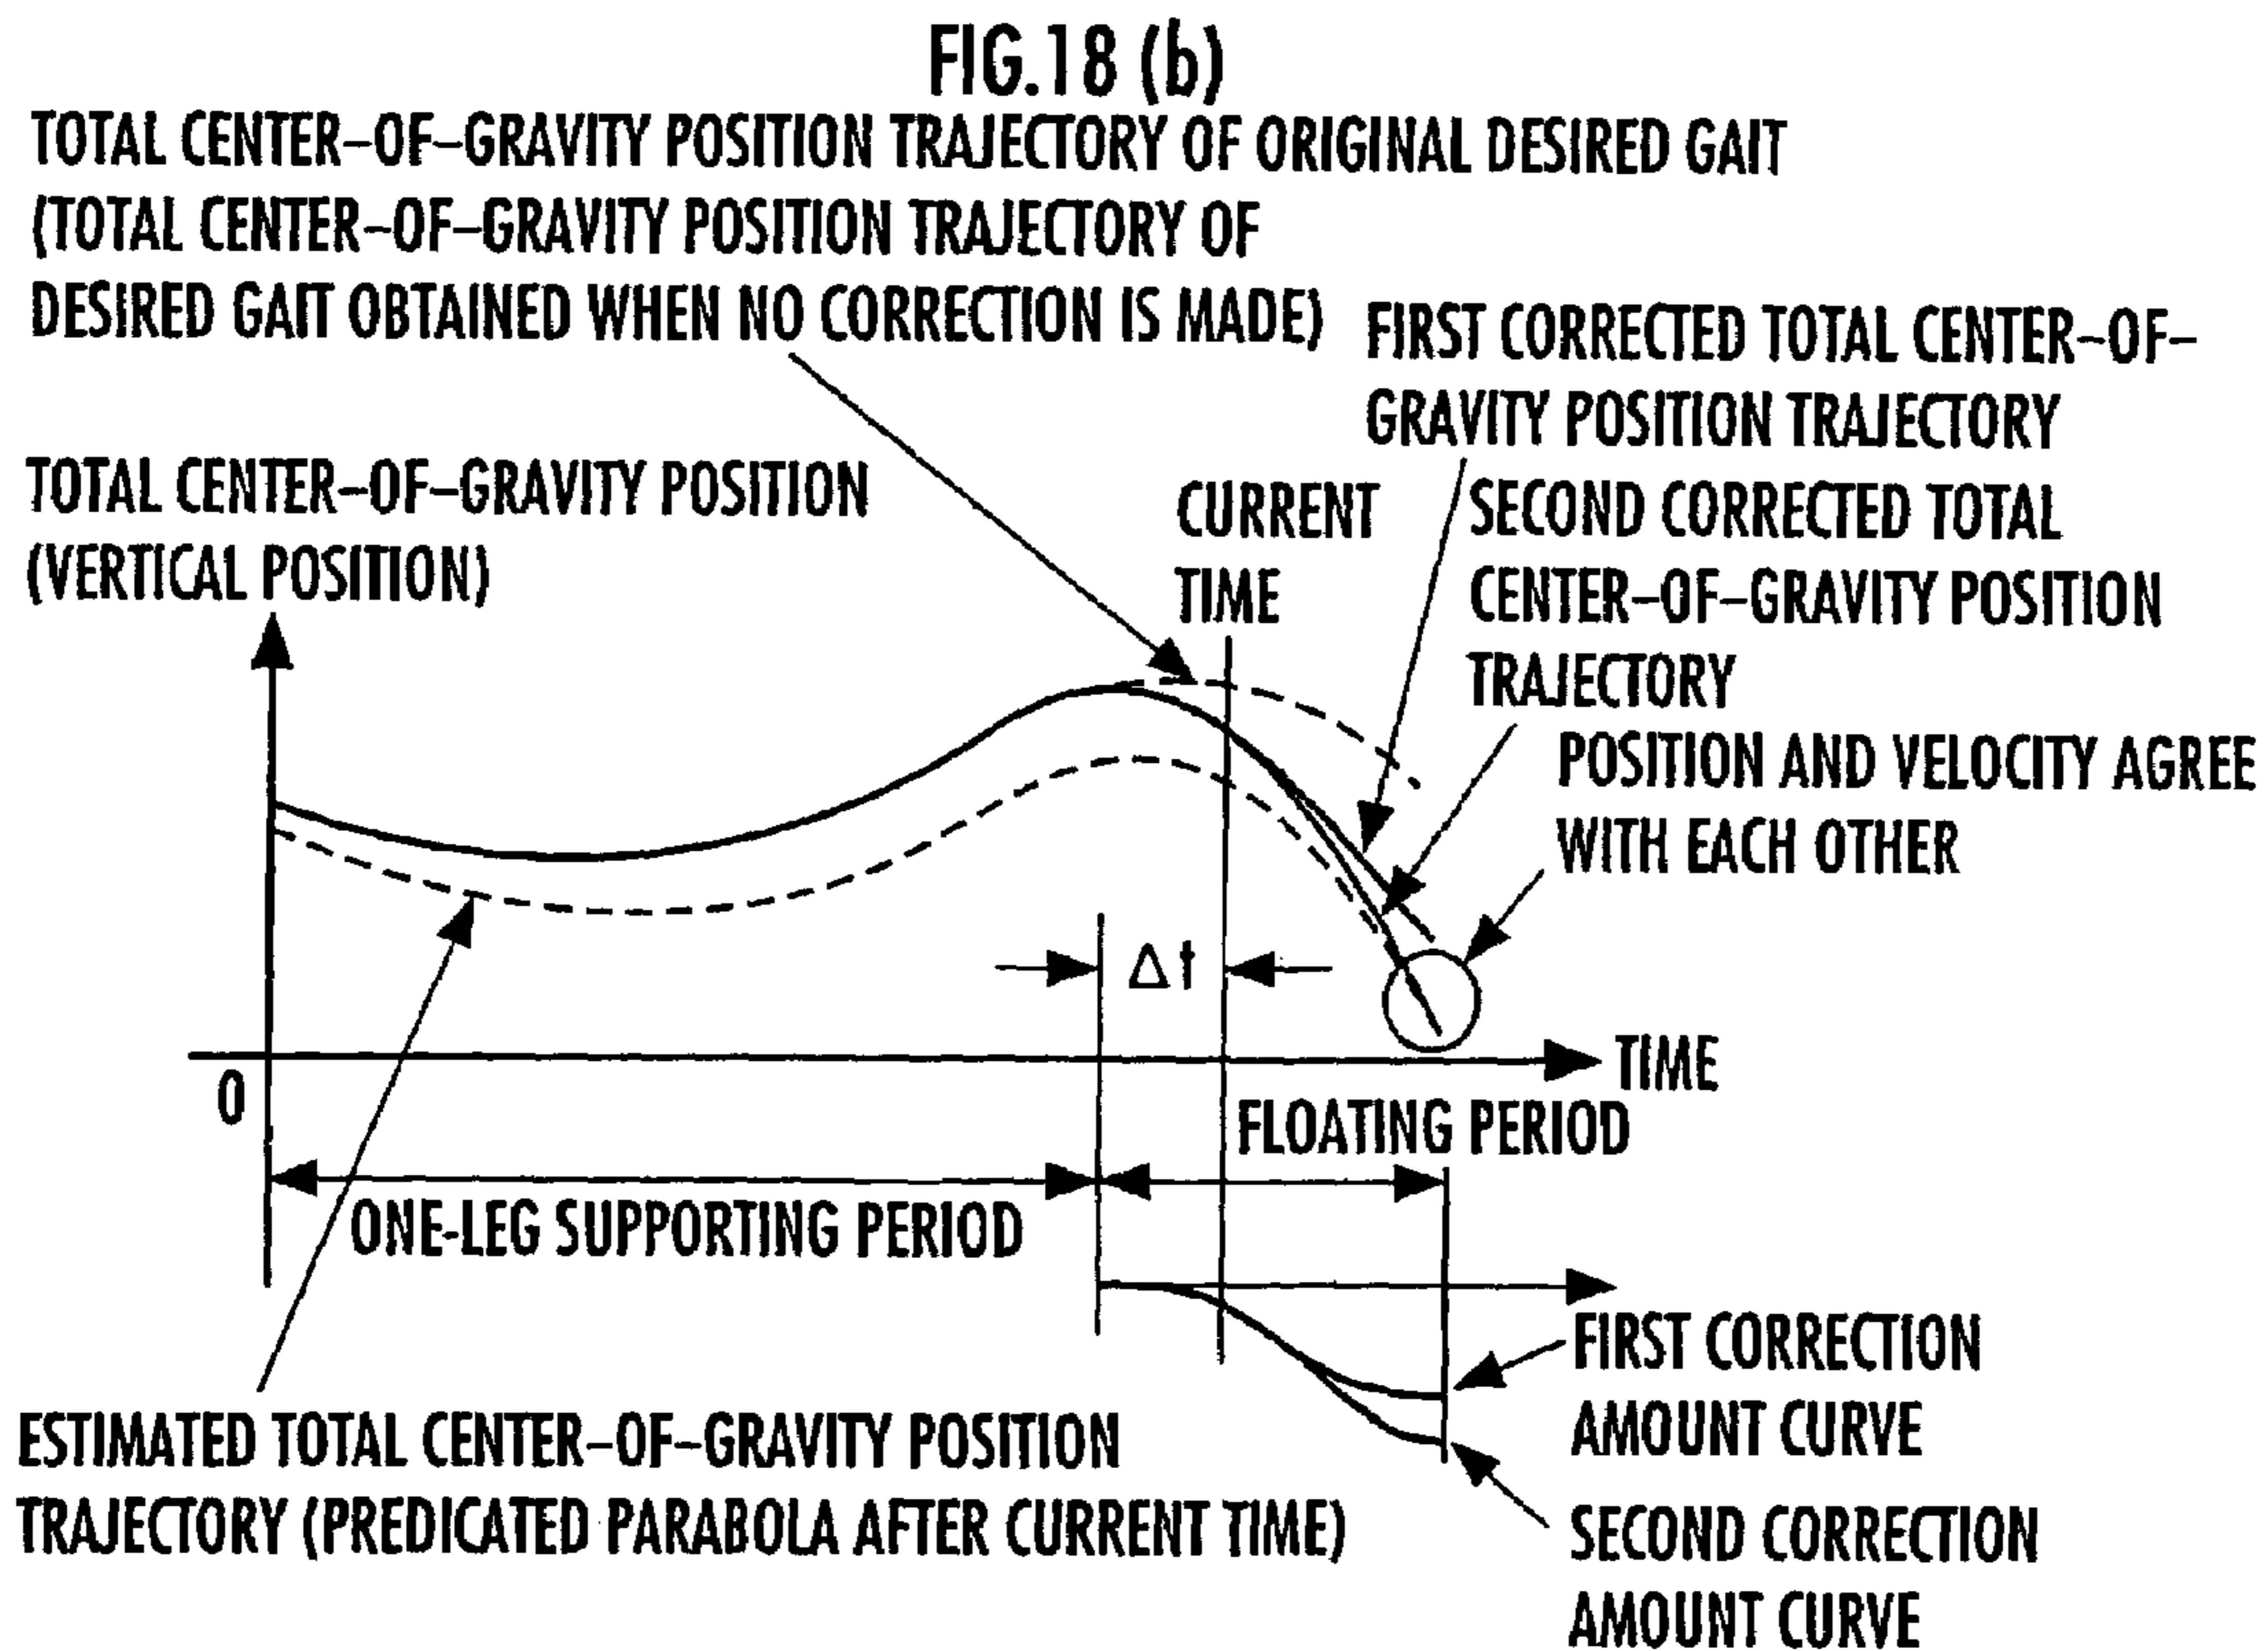 FIG.18 (b)
TOTAL CENTER-OF-GRAVITY POSITION TRAJECTORY OF ORIGINAL DESIRED GAIT
(TOTAL CENTER-OF-GRAVITY POSITION TRAJECTORY OF
DESIRED GAIT OBTAINED WHEN NO CORRECTION IS MADE)
FIRST CORRECTED TOTAL CENTER-OF-
GRAVITY POSITION TRAJECTORY
TOTAL CENTER-OF-GRAVITY POSITION
(VERTICAL POSITION)
CURRENT
TIME
SECOND CORRECTED TOTAL
CENTER-OF-GRAVITY POSITION
TRAJECTORY
POSITION AND VELOCITY AGREE
WITH EACH OTHER
Δt
TIME
0
FLOATING PERIOD
ONE-LEG SUPPORTING PERIOD
FIRST CORRECTION
AMOUNT CURVE
ESTIMATED TOTAL CENTER-OF-GRAVITY POSITION
TRAJECTORY (PREDICATED PARABOLA AFTER CURRENT TIME)
SECOND CORRECTION
AMOUNT CURVE